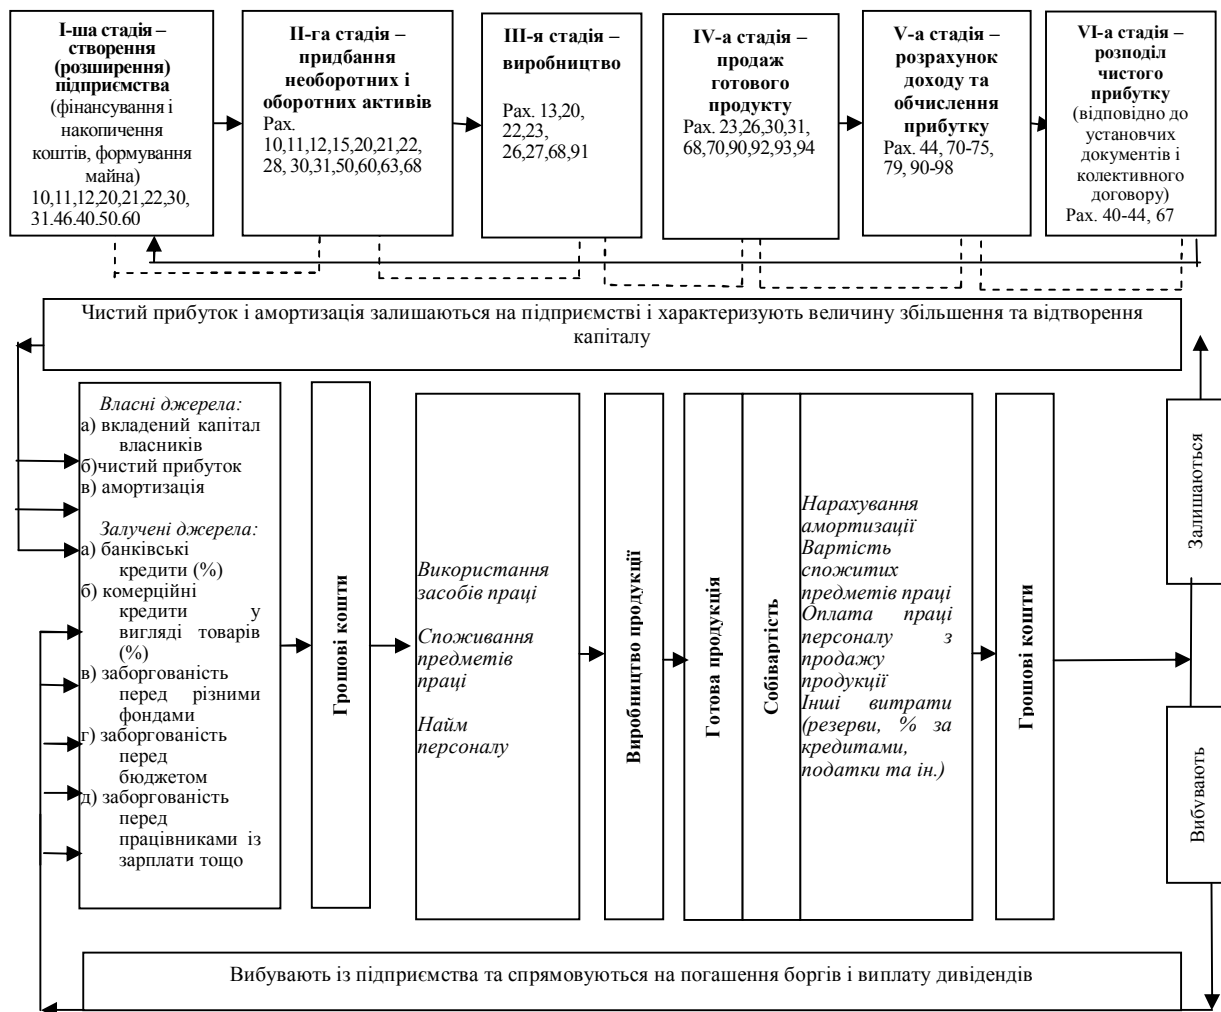 I-ша стадія –
створення
(розширення)
підприємства
(фінансування і
накопичення
коштів, формування
майна)
10,11,12,20,21,22,30,
31,46,40,50,60
II-га стадія –
придбання
необоротних і
оборотних активів
Рах.
10,11,12,15,20,21,22,
28, 30,31,50,60,63,68
III-я стадія –
виробництво
Рах. 13,20,
22,23,
26,27,68,91
IV-а стадія –
продаж
готового
продукту
Рах. 23,26,30,31,
68,70,90,92,93,94
V-а стадія –
розрахунок
доходу та
обчислення
прибутку
Рах. 44, 70-75,
79, 90-98
VI-а стадія –
розподіл
чистого
прибутку
(відповідно до
установчих
документів і
колективного
договору)
Рах. 40-44, 67
Чистий прибуток і амортизація залишаються на підприємстві і характеризують величину збільшення та відтворення
капіталу
Власні джерела:
а) вкладений капітал
власників
б)чистий прибуток
в) амортизація
Залучені джерела:
а) банківські
кредити (%)
б) комерційні
кредити у
вигляді товарів
(%)
в) заборгованість
перед різними
фондами
г) заборгованість
перед
бюджетом
д) заборгованість
перед
працівниками із
зарплати тощо
Грошові кошти
Використання
засобів праці
Споживання
предметів
праці
Найм
персоналу
Виробництво продукції
Готова продукція
Собівартість
Нарахування
амортизації
Вартість
спожитих
предметів праці
Оплата праці
персоналу з
продажу
продукції
Інші витрати
(резерви, % за
кредитами,
податки та ін.)
Грошові кошти
Залишаються
Вибувають
Вибувають із підприємства та спрямовуються на погашення боргів і виплату дивідендів